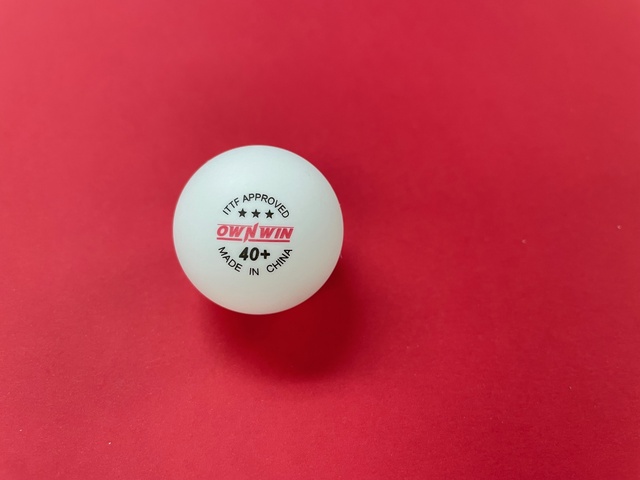 ITTF APPROVED
★★★
OWNWIN
40+
MADE IN CHINA